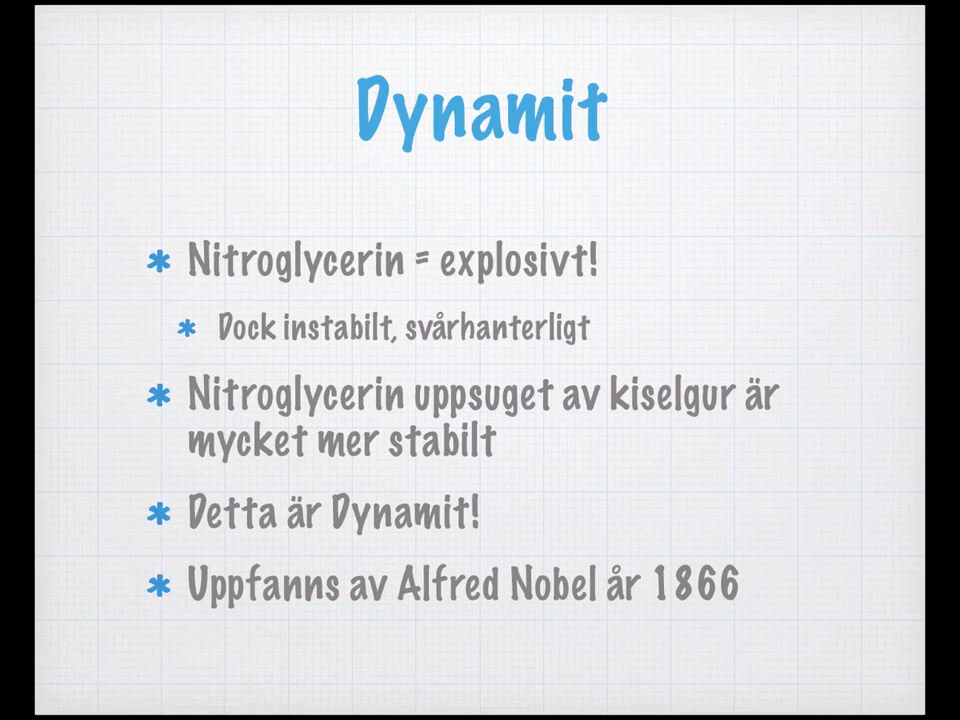 Dynamit
Nitroglycerin = explosivt!
Dock instabilt, svårhanterligt
Nitroglycerin uppsuget av kiselgur är
mycket mer stabilt
Detta är Dynamit!
Uppfanns av Alfred Nobel år 1866